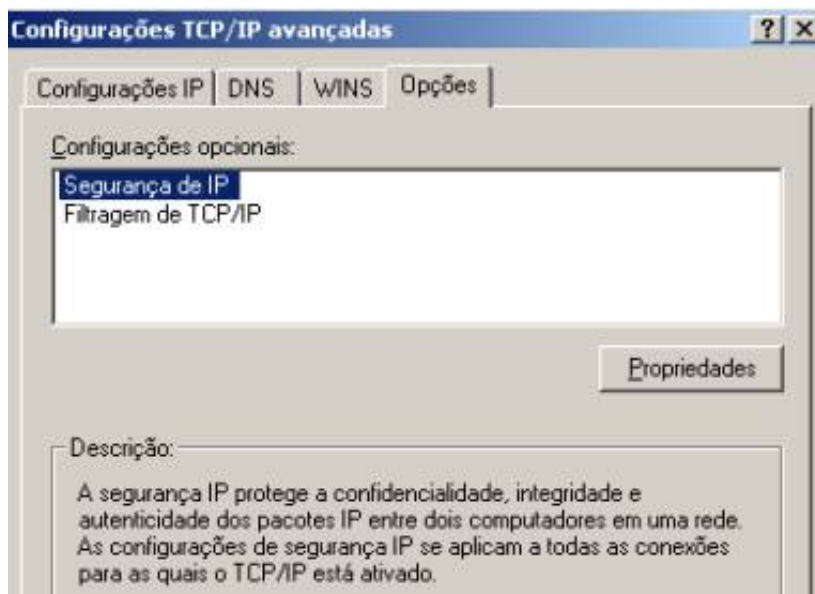 Configurações TCP/IP avançadas
Configurações IP DNS WINS Opções
Configurações opcionais:
Segurança de IP
Filtragem de TCP/IP
Propriedades
Descrição:
A segurança IP protege a confidencialidade, integridade e
autenticidade dos pacotes IP entre dois computadores em uma rede.
As configurações de segurança IP se aplicam a todas as conexões
para as quais o TCP/IP está ativado.